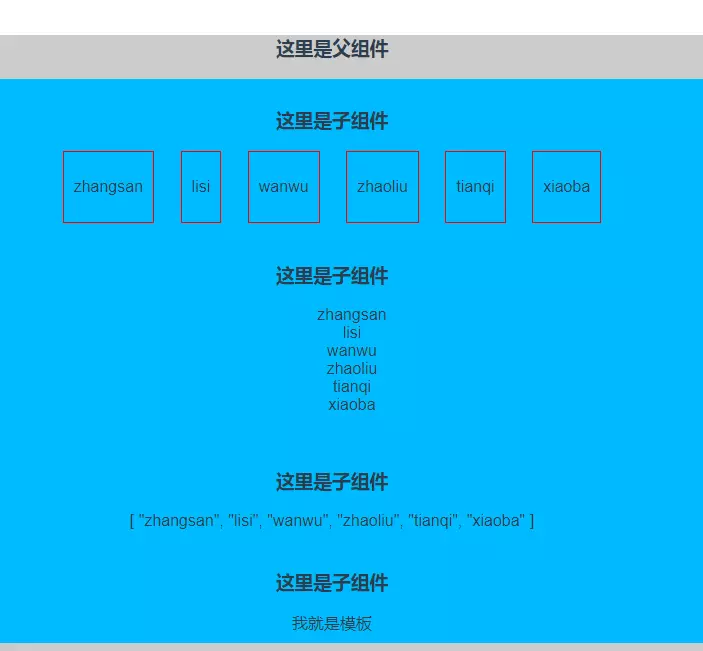 这里是父组件
这里是子组件
zhangsan lisi wanwu zhaoliu tianqi xiaoba
这里是子组件
zhangsan
lisi
wanwu
zhaoliu
tianqi
xiaoba
这里是子组件
[ "zhangsan", "lisi", "wanwu", "zhaoliu", "tianqi", "xiaoba" ]
这里是子组件
我就是模板